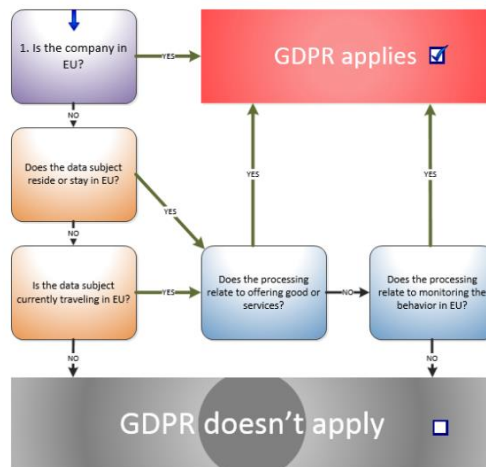 1. Is the company in
EU?
YES
GDPR applies
NO
Does the data subject
reside or stay in EU?
YES
YES
YES
NO
Is the data subject
currently traveling in EU?
YES
Does the processing
relate to offering good or
services?
NO
Does the processing
relate to monitoring the
behavior in EU?
NO
NO
GDPR doesn't apply